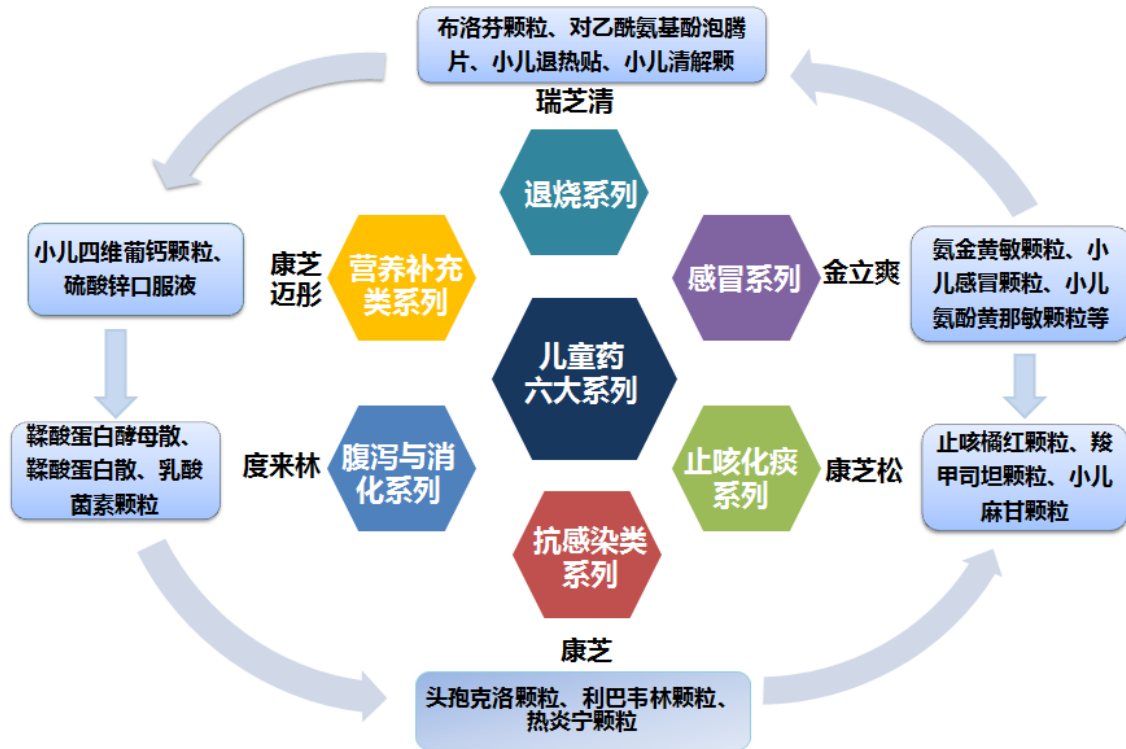 布洛芬颗粒、对乙酰氨基酚泡腾
片、小儿退热贴、小儿清解颗
瑞芝清
退烧系列
小儿四维葡钙颗粒、
硫酸锌口服液
康芝
迈彤
营养补充
类系列
感冒系列
金立爽
氨金黄敏颗粒、小
儿感冒颗粒、小儿
氨酚黄那敏颗粒等
儿童药
六大系列
鞣酸蛋白酵母散、
鞣酸蛋白散、乳酸
菌素颗粒
度来林
腹泻与消
化系列
止咳化痰
系列
康芝松
止咳橘红颗粒、羧
甲司坦颗粒、小儿
麻甘颗粒
抗感染类
系列
康芝
头孢克洛颗粒、利巴韦林颗粒、
热炎宁颗粒